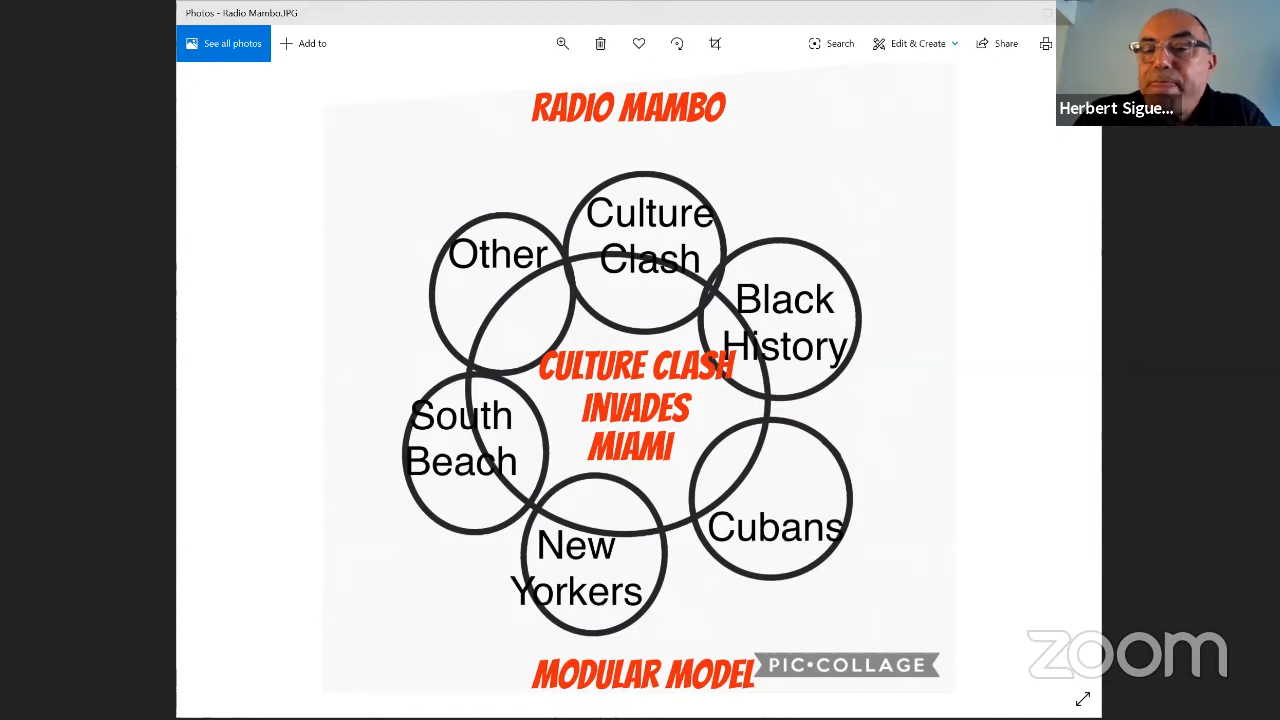 Photos - Radio Mambo.JPG
See all photos
Add to
Search
Edit & Create
Share
Herbert Sigue...
RADIO MAMBO
Culture
Clash
Other
Black
History
CULTURE CLASH
INVADES
MIAMI
South
Beach
Cubans
New
Yorkers
MODULAR MODEL
PIC•COLLAGE
zoom